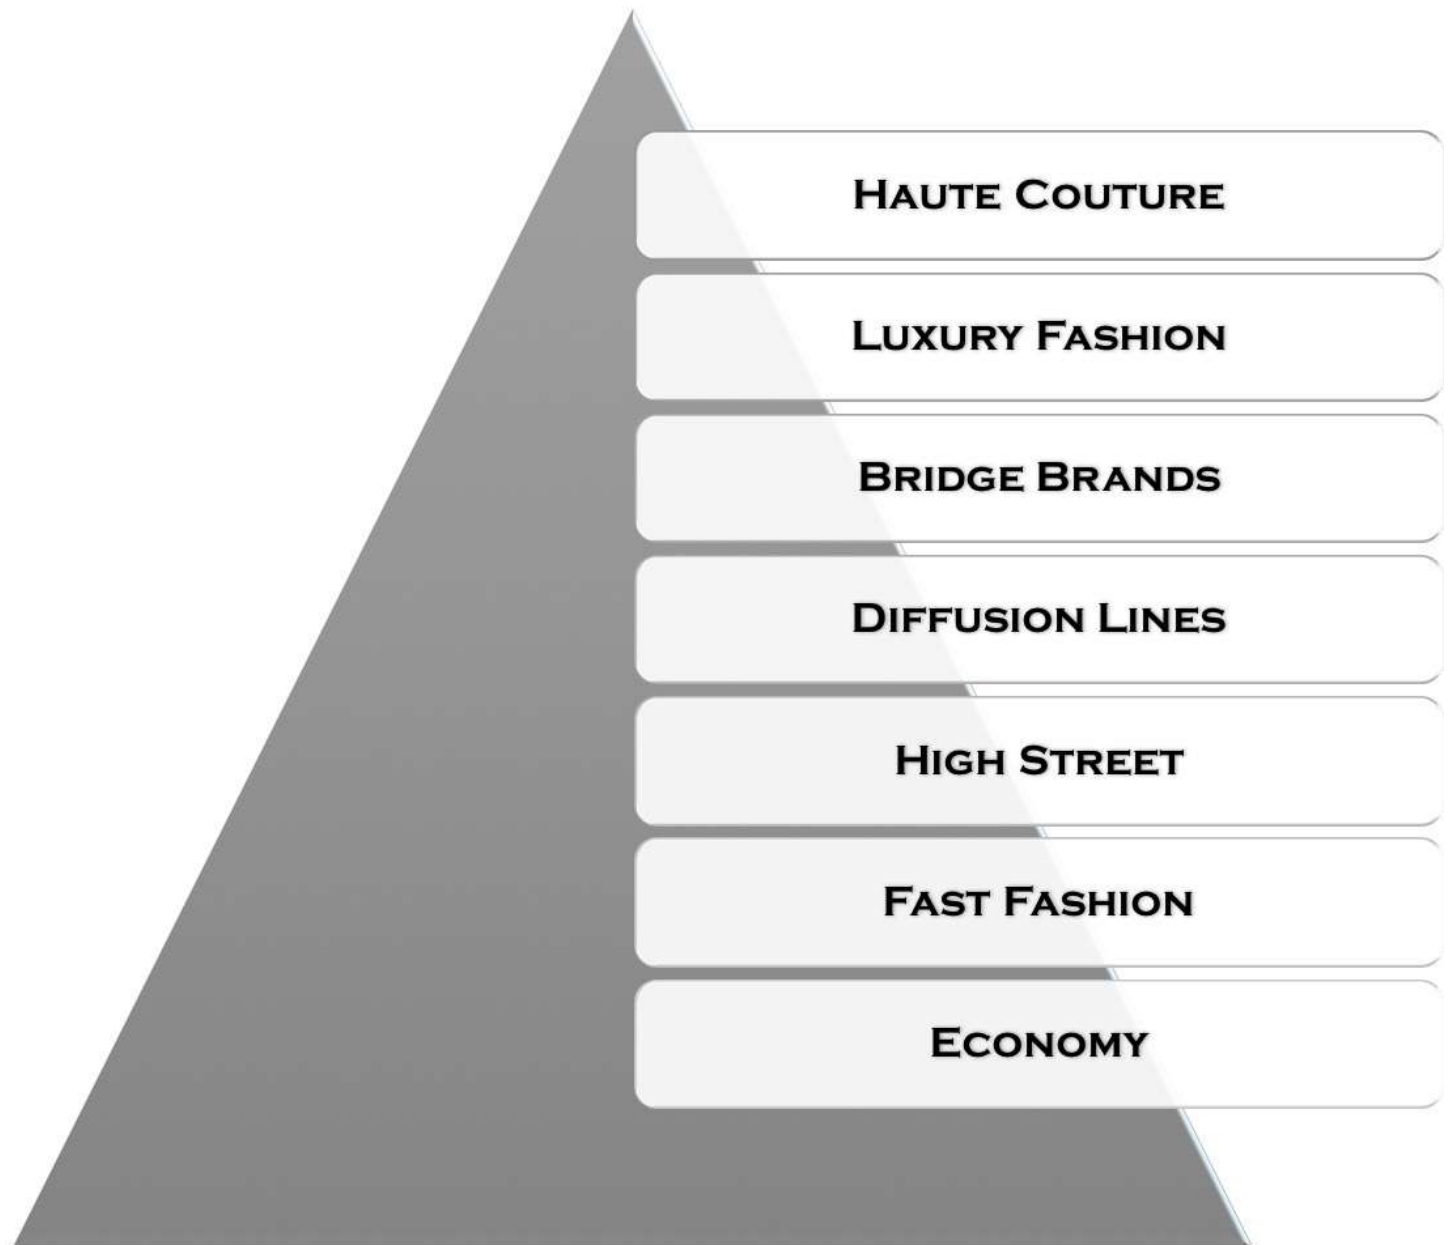 Haute Couture
Luxury Fashion
Bridge Brands
Diffusion Lines
High Street
Fast Fashion
Economy